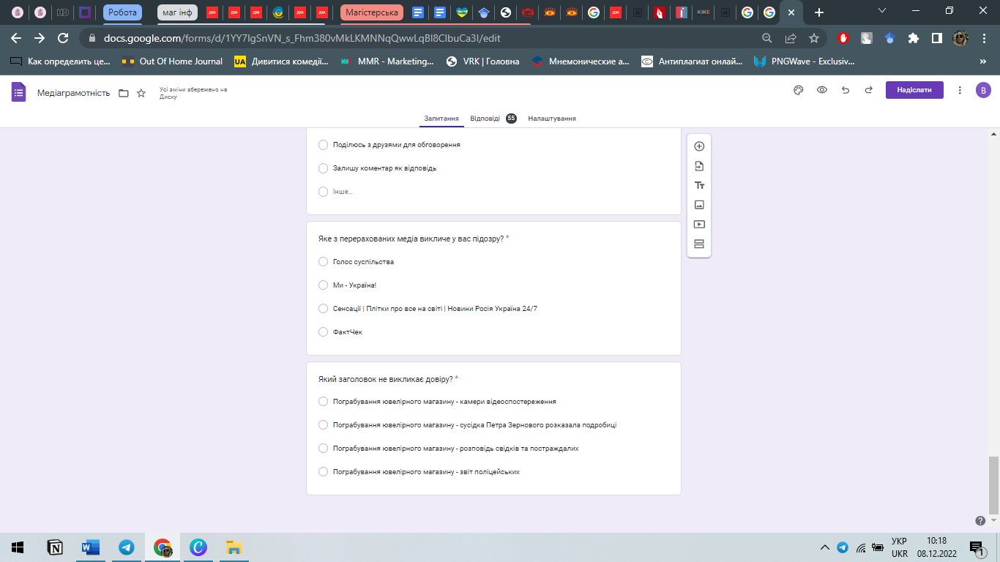 HD
Робота
маг інф
ДМ
ДМ
ДМ
ДМ
ДМ
Магістерська
ДМ
КЖЕ
docs.google.com/forms/d/1YY7IgSnVN_s_Fhm380vMkLKMNNqQwwLqBI8CIbuCa3I/edit
Как определить це...
Out Of Home Journal
UA
Дивитися комедії...
MMR - Marketing...
VRK | Головна
Мнемонические а...
Антиплагиат онлай...
PNGWave - Exclusiv...
»
Медіаграмотність
Усі зміни збережено на
Диску
Надіслати
В
Запитання
Відповіді 55
Налаштування
Поділюсь з друзями для обговорення
Залишу коментар як відповідь
Інше...
Яке з перерахованих медіа викличе у вас підозру? *
Голос суспільства
Ми - Україна!
Сенсації | Плітки про все на світі | Новини Росія Україна 24/7
ФактЧек
Який заголовок не викликає довіру? *
Пограбування ювелірного магазину - камери відеоспостереження
Пограбування ювелірного магазину - сусідка Петра Зернового розказала подробиці
Пограбування ювелірного магазину - розповідь свідків та постраждалих
Пограбування ювелірного магазину - звіт поліцейських
Tт
УКР
UKR
10:18
08.12.2022
1